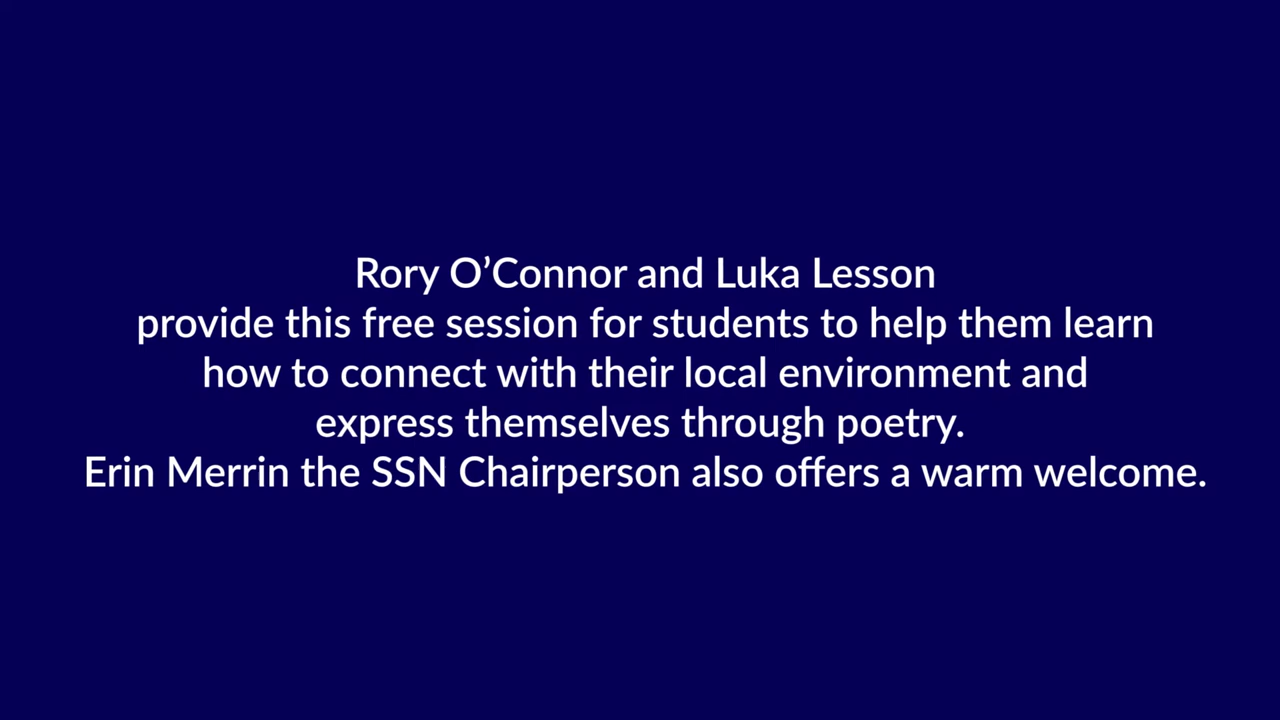 Rory O’Connor and Luka Lesson
provide this free session for students to help them learn
how to connect with their local environment and
express themselves through poetry.
Erin Merrin the SSN Chairperson also offers a warm welcome.